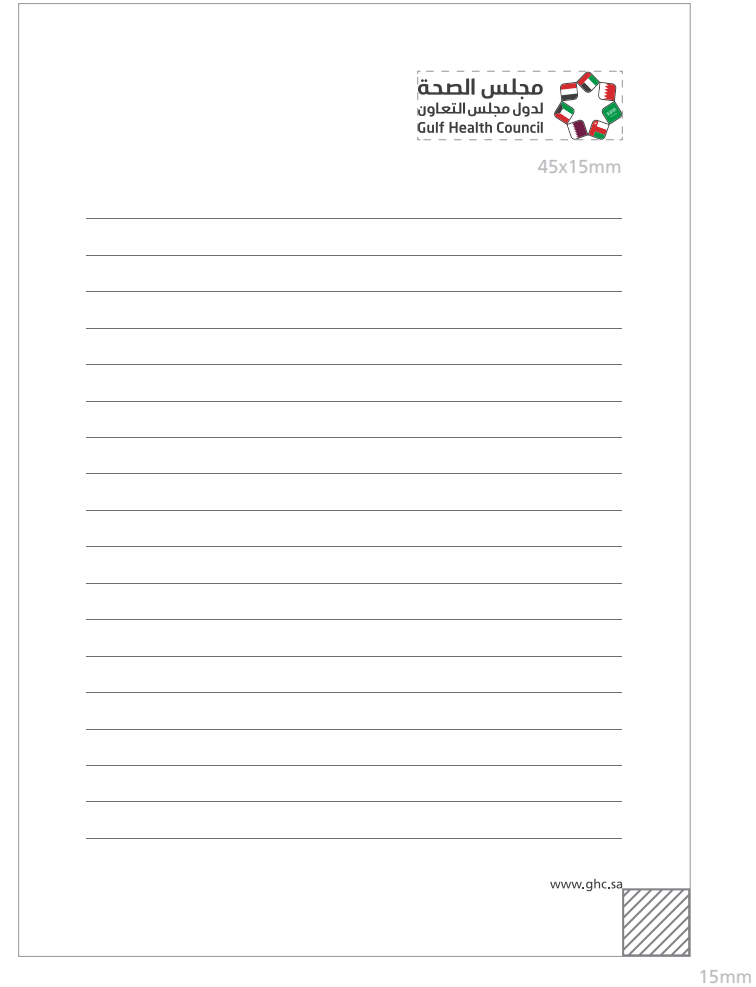 مجلس الصحة
لدول مجلس التعاون
Gulf Health Council
45x15mm
www.ghc.sa
15mm